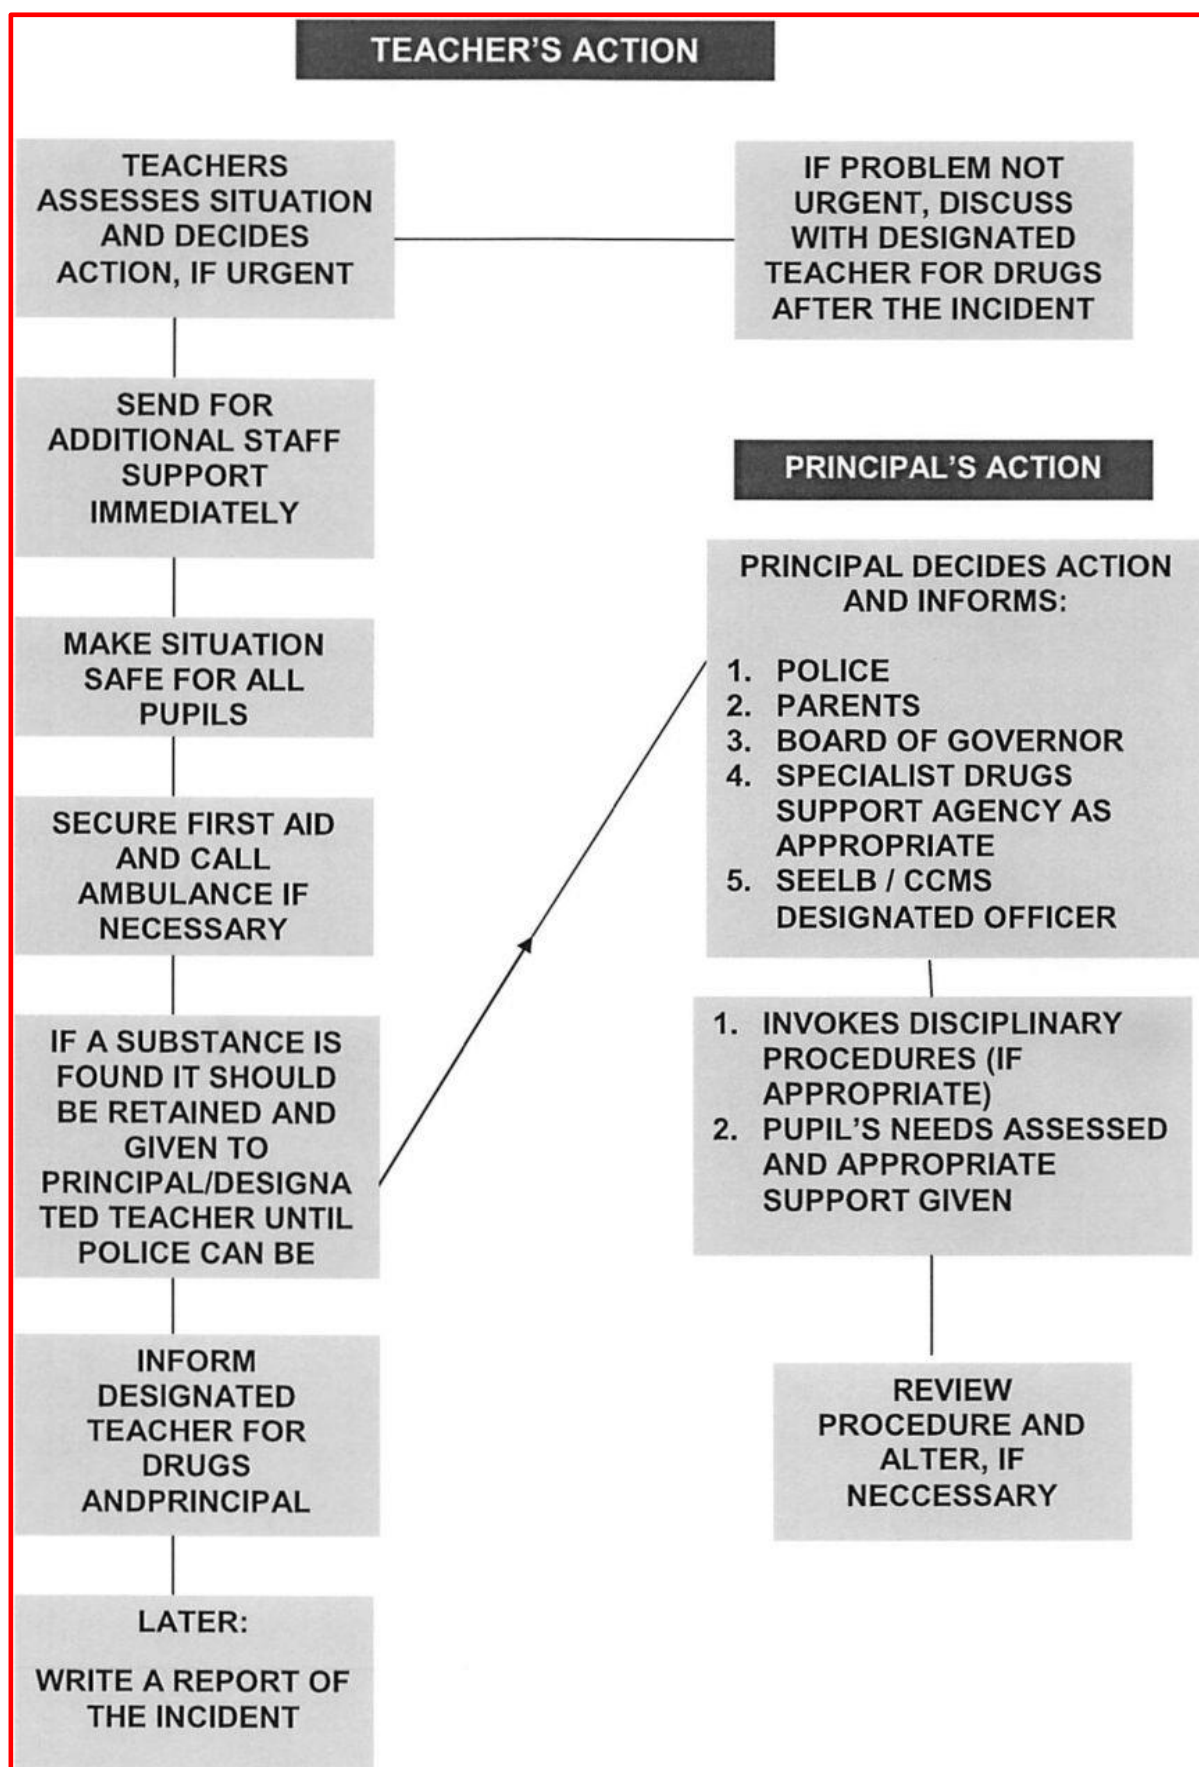 TEACHER'S ACTION
TEACHERS
ASSESSES SITUATION
AND DECIDES
ACTION, IF URGENT
IF PROBLEM NOT
URGENT, DISCUSS
WITH DESIGNATED
TEACHER FOR DRUGS
AFTER THE INCIDENT
SEND FOR
ADDITIONAL STAFF
SUPPORT
IMMEDIATELY
MAKE SITUATION
SAFE FOR ALL
PUPILS
SECURE FIRST AID
AND CALL
AMBULANCE IF
NECESSARY
IF A SUBSTANCE IS
FOUND IT SHOULD
BE RETAINED AND
GIVEN TO
PRINCIPAL/DESIGNA
TED TEACHER UNTIL
POLICE CAN BE
INFORM
DESIGNATED
TEACHER FOR
DRUGS
ANDPRINCIPAL
LATER:
WRITE A REPORT OF
THE INCIDENT
PRINCIPAL'S ACTION
PRINCIPAL DECIDES ACTION
AND INFORMS:
1. POLICE
2. PARENTS
3. BOARD OF GOVERNOR
4. SPECIALIST DRUGS
SUPPORT AGENCY AS
APPROPRIATE
5. SEELB / CCMS
DESIGNATED OFFICER
1. INVOKES DISCIPLINARY
PROCEDURES (IF
APPROPRIATE)
2. PUPIL'S NEEDS ASSESSED
AND APPROPRIATE
SUPPORT GIVEN
REVIEW
PROCEDURE AND
ALTER, IF
NECCESSARY